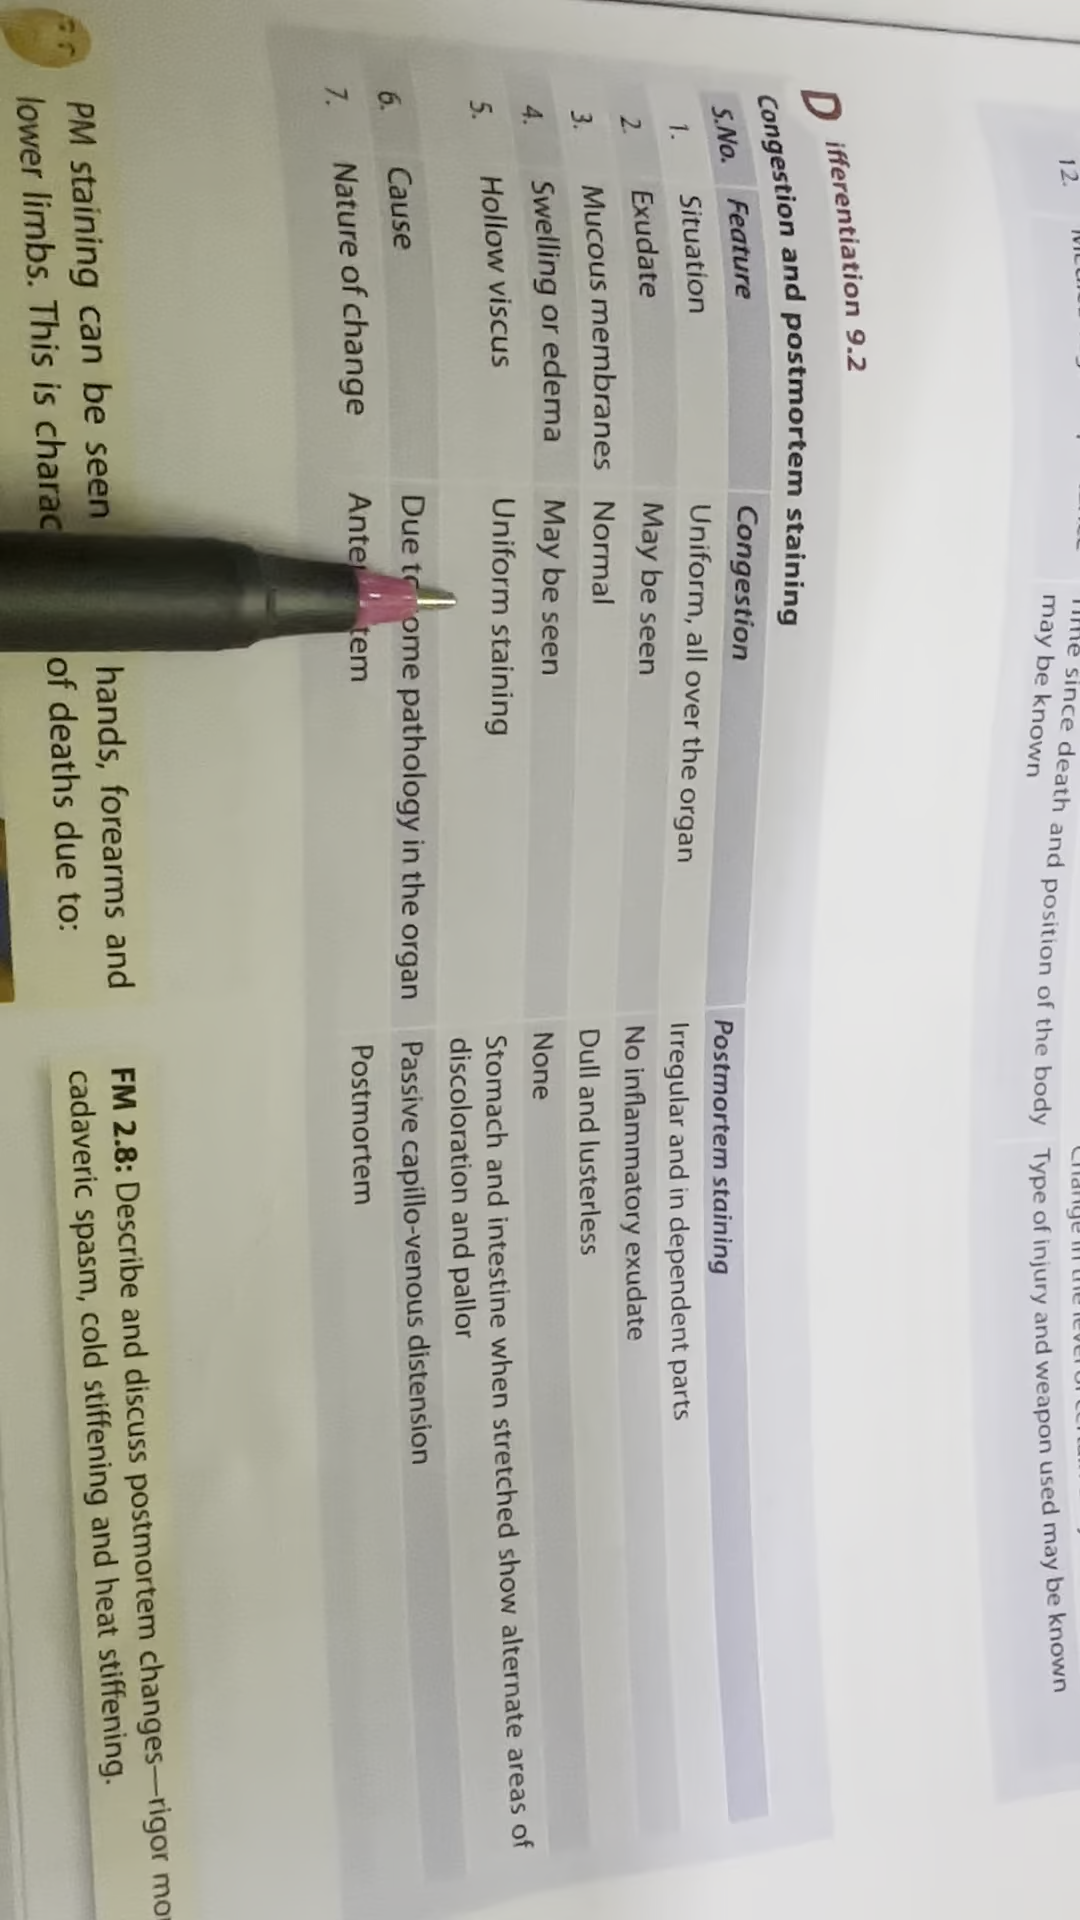 12.
may be known
Time since death and position of the body
Type of injury and weapon used may be known
Differentiation 9.2
Congestion and postmortem staining
S.No. Feature Congestion Postmortem staining
1. Situation Uniform, all over the organ Irregular and in dependent parts
2. Exudate May be seen No inflammatory exudate
3. Mucous membranes Normal Dull and lusterless
4. Swelling or edema May be seen None
5. Hollow viscus Uniform staining Stomach and intestine when stretched show alternate areas of
discoloration and pallor
6. Cause Due to ome pathology in the organ Passive capillo-venous distension
7. Nature of change Ante tem Postmortem
PM staining can be seen hands, forearms and
lower limbs. This is charac of deaths due to:
FM 2.8: Describe and discuss postmortem changes—rigor mo
cadaveric spasm, cold stiffening and heat stiffening.